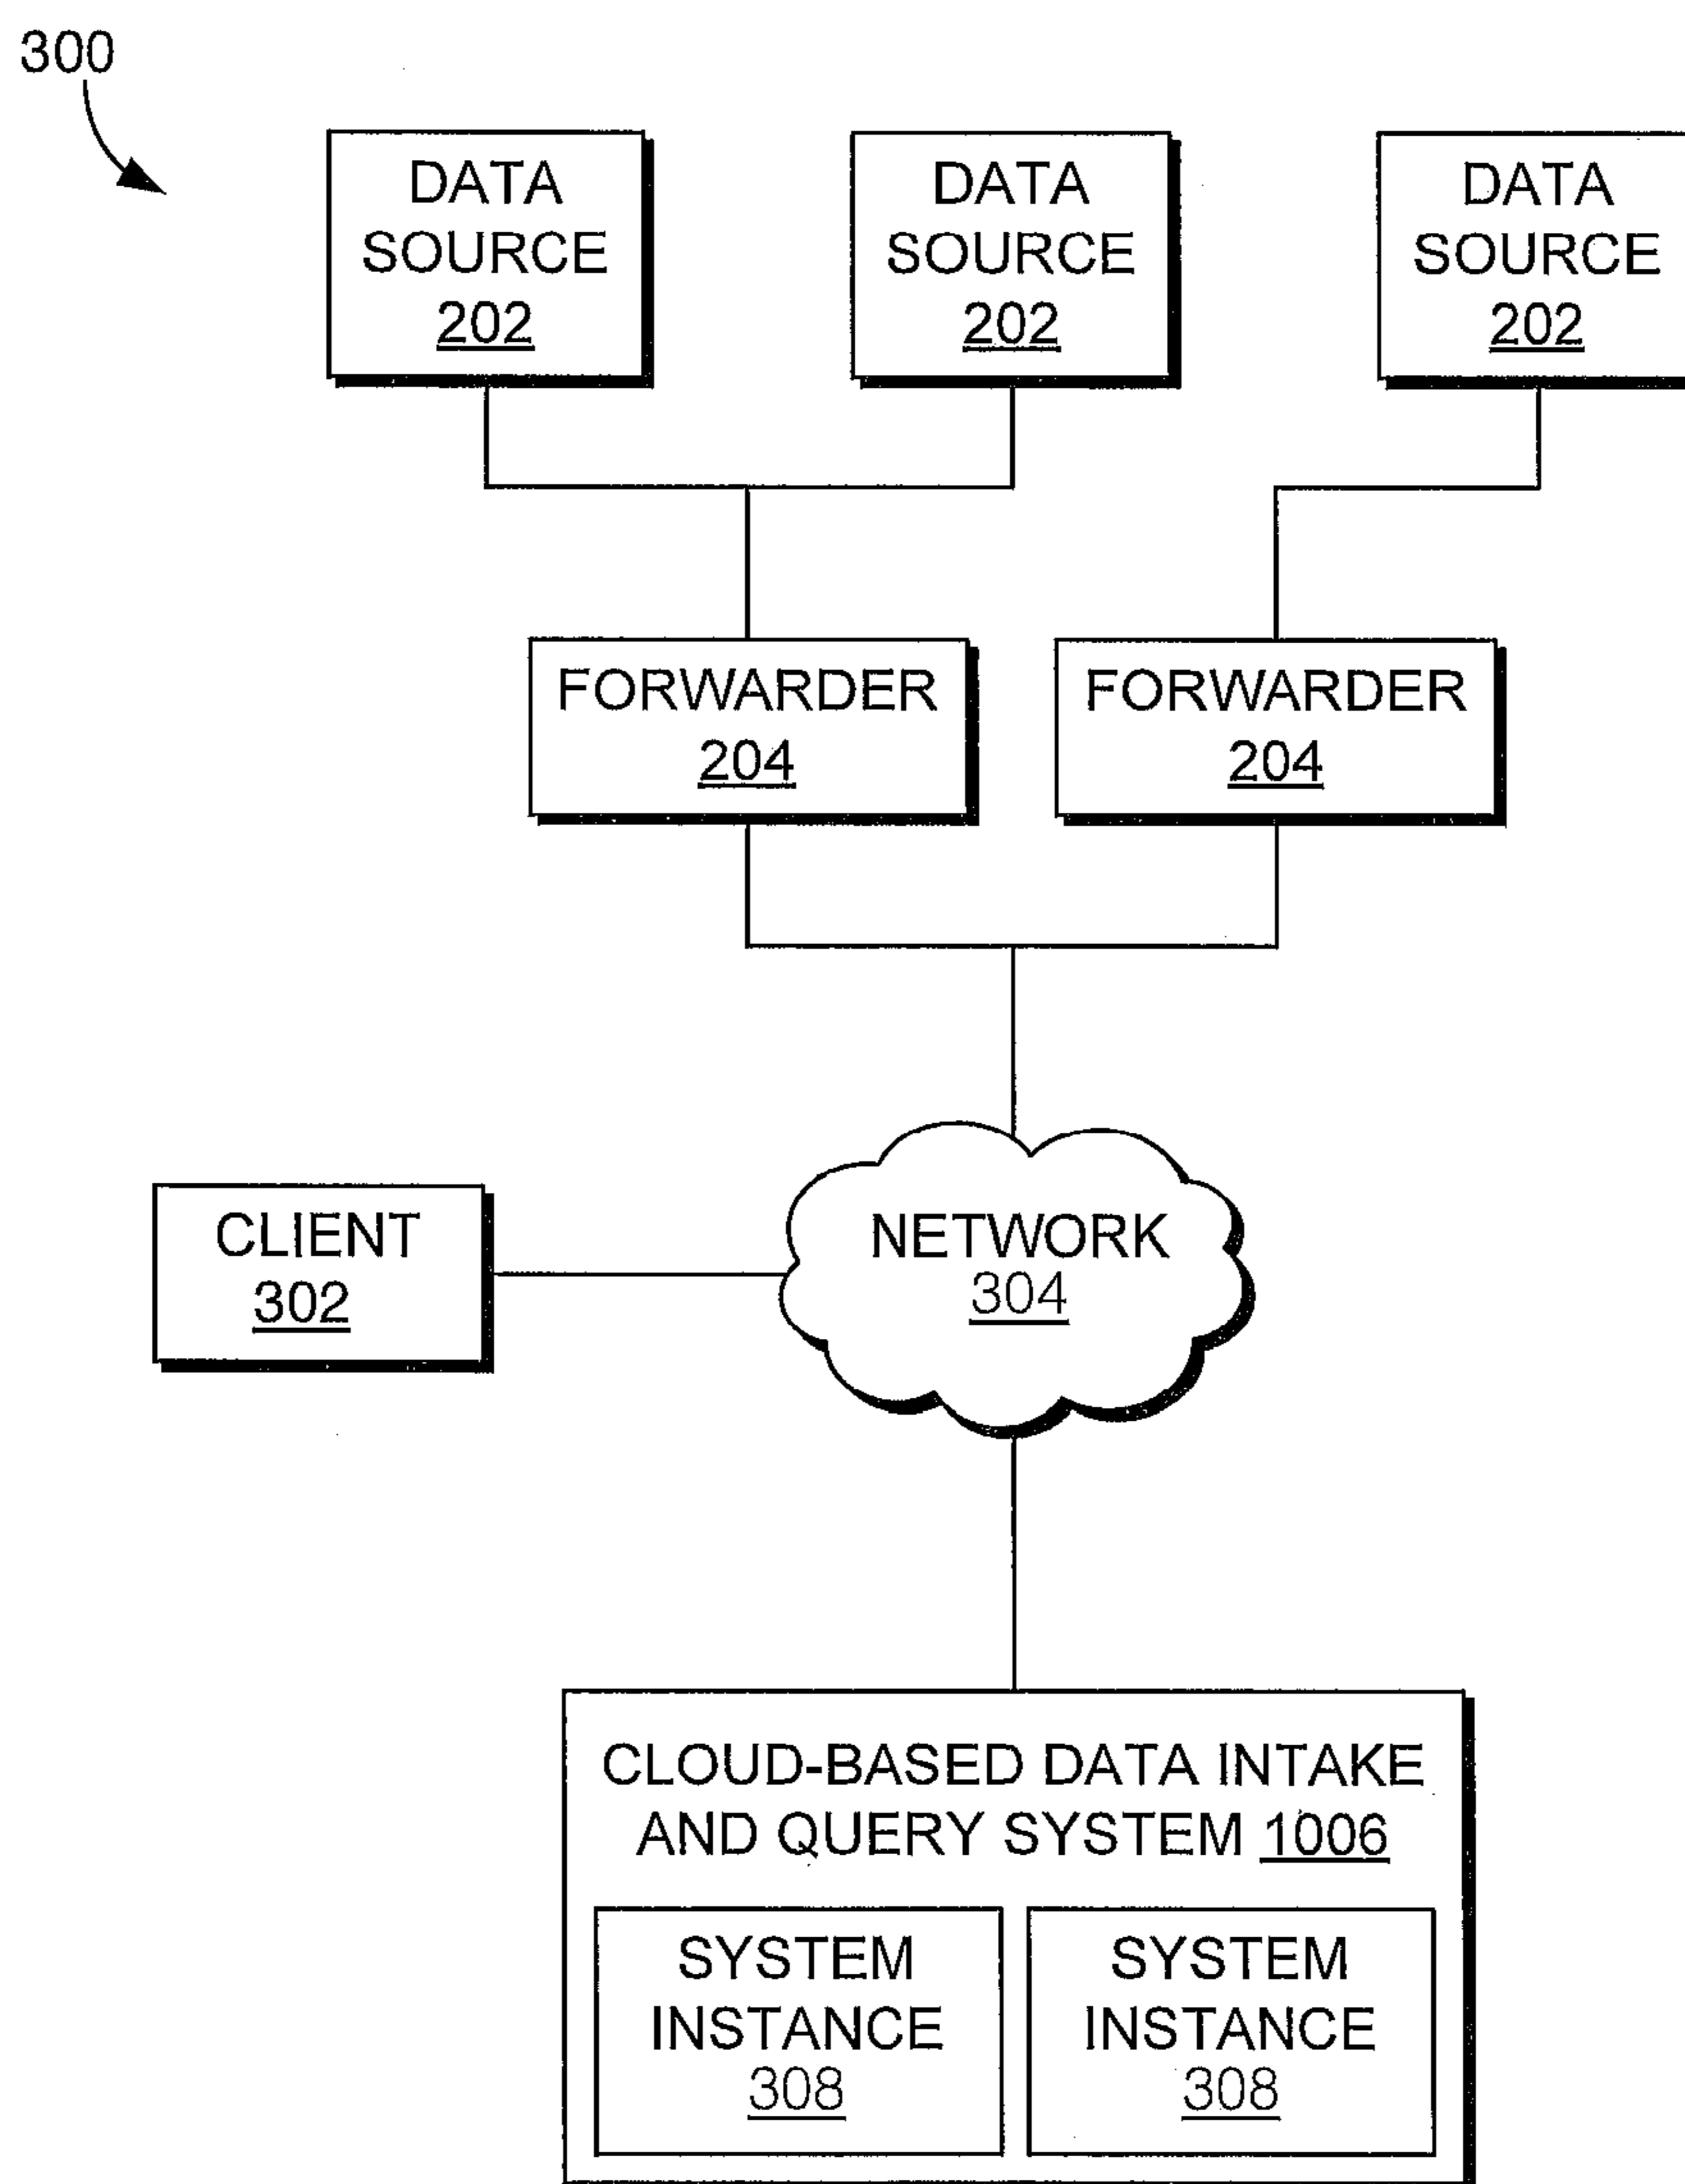 300
DATA
SOURCE
202
DATA
SOURCE
202
DATA
SOURCE
202
FORWARDER
204
FORWARDER
204
CLIENT
302
NETWORK
304
CLOUD-BASED DATA INTAKE
AND QUERY SYSTEM 1006
SYSTEM
INSTANCE
308
SYSTEM
INSTANCE
308